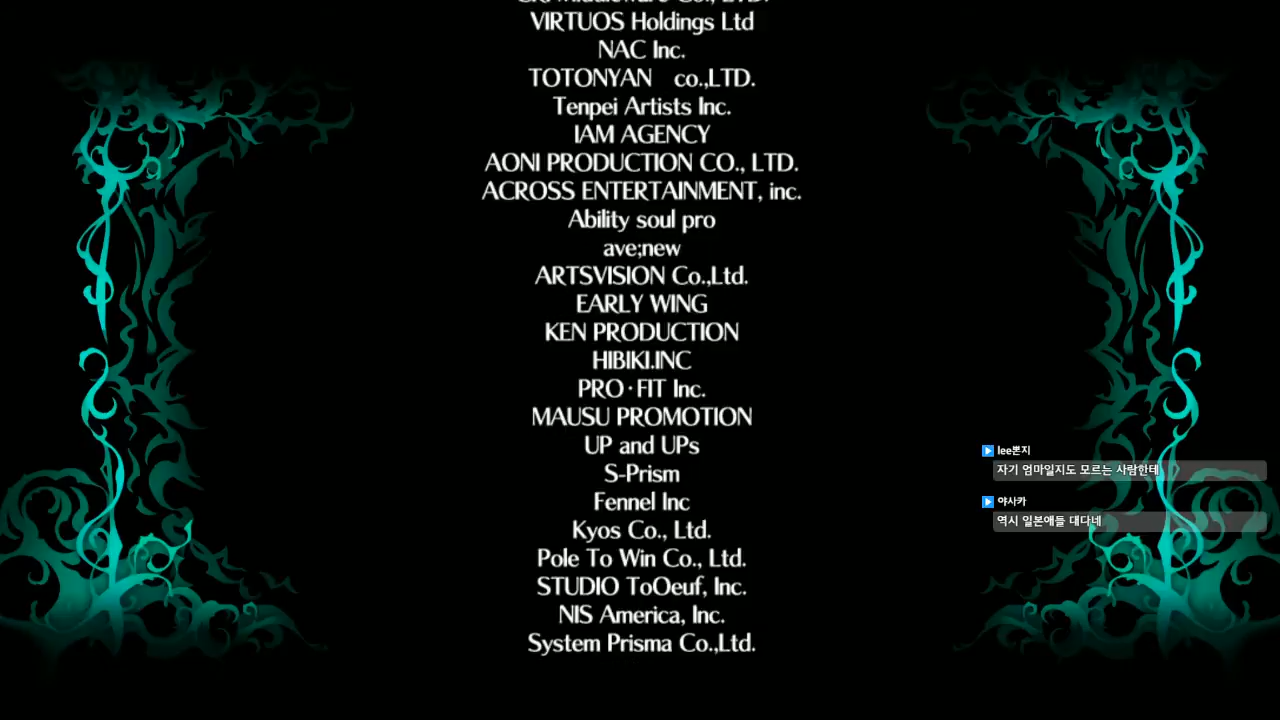 VIRTUOS Holdings Ltd
NAC Inc.
TOTONYAN　co.,LTD.
Tenpei Artists Inc.
IAM AGENCY
AONI PRODUCTION CO., LTD.
ACROSS ENTERTAINMENT, inc.
Ability soul pro
ave;new
ARTSVISION Co.,Ltd.
EARLY WING
KEN PRODUCTION
HIBIKI.INC
PRO・FIT Inc.
MAUSU PROMOTION
UP and UPs
S-Prism
Fennel Inc
Kyos Co., Ltd.
Pole To Win Co., Ltd.
STUDIO ToOeuf, Inc.
NIS America, Inc.
System Prisma Co.,Ltd.
lee뽄지
자기 엄마일지도 모르는 사람한테
야사카
역시 일본애들 대다네